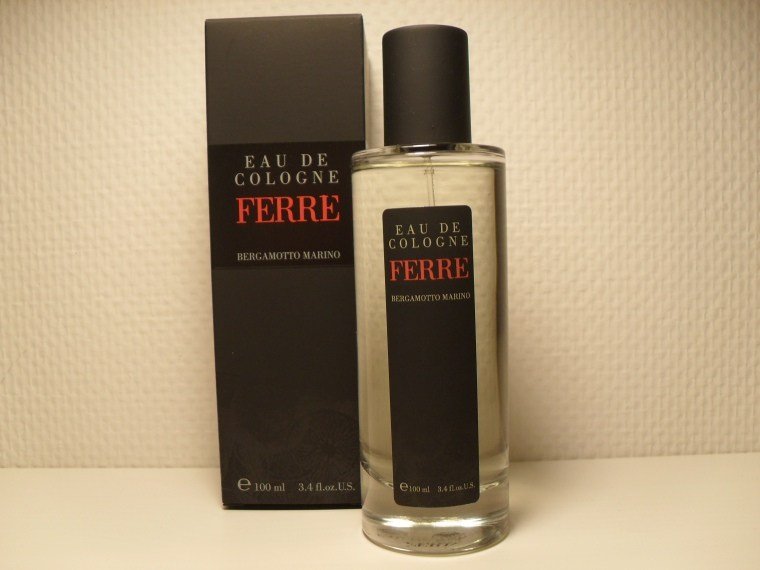 EAU DE
COLOGNE
FERRE
BERGAMOTTO MARINO
℮ 100 ml 3.4 fl.oz.U.S.
EAU DE
COLOGNE
FERRE
BERGAMOTTO MARINO
℮ 100 ml 3.4 fl.oz.U.S.